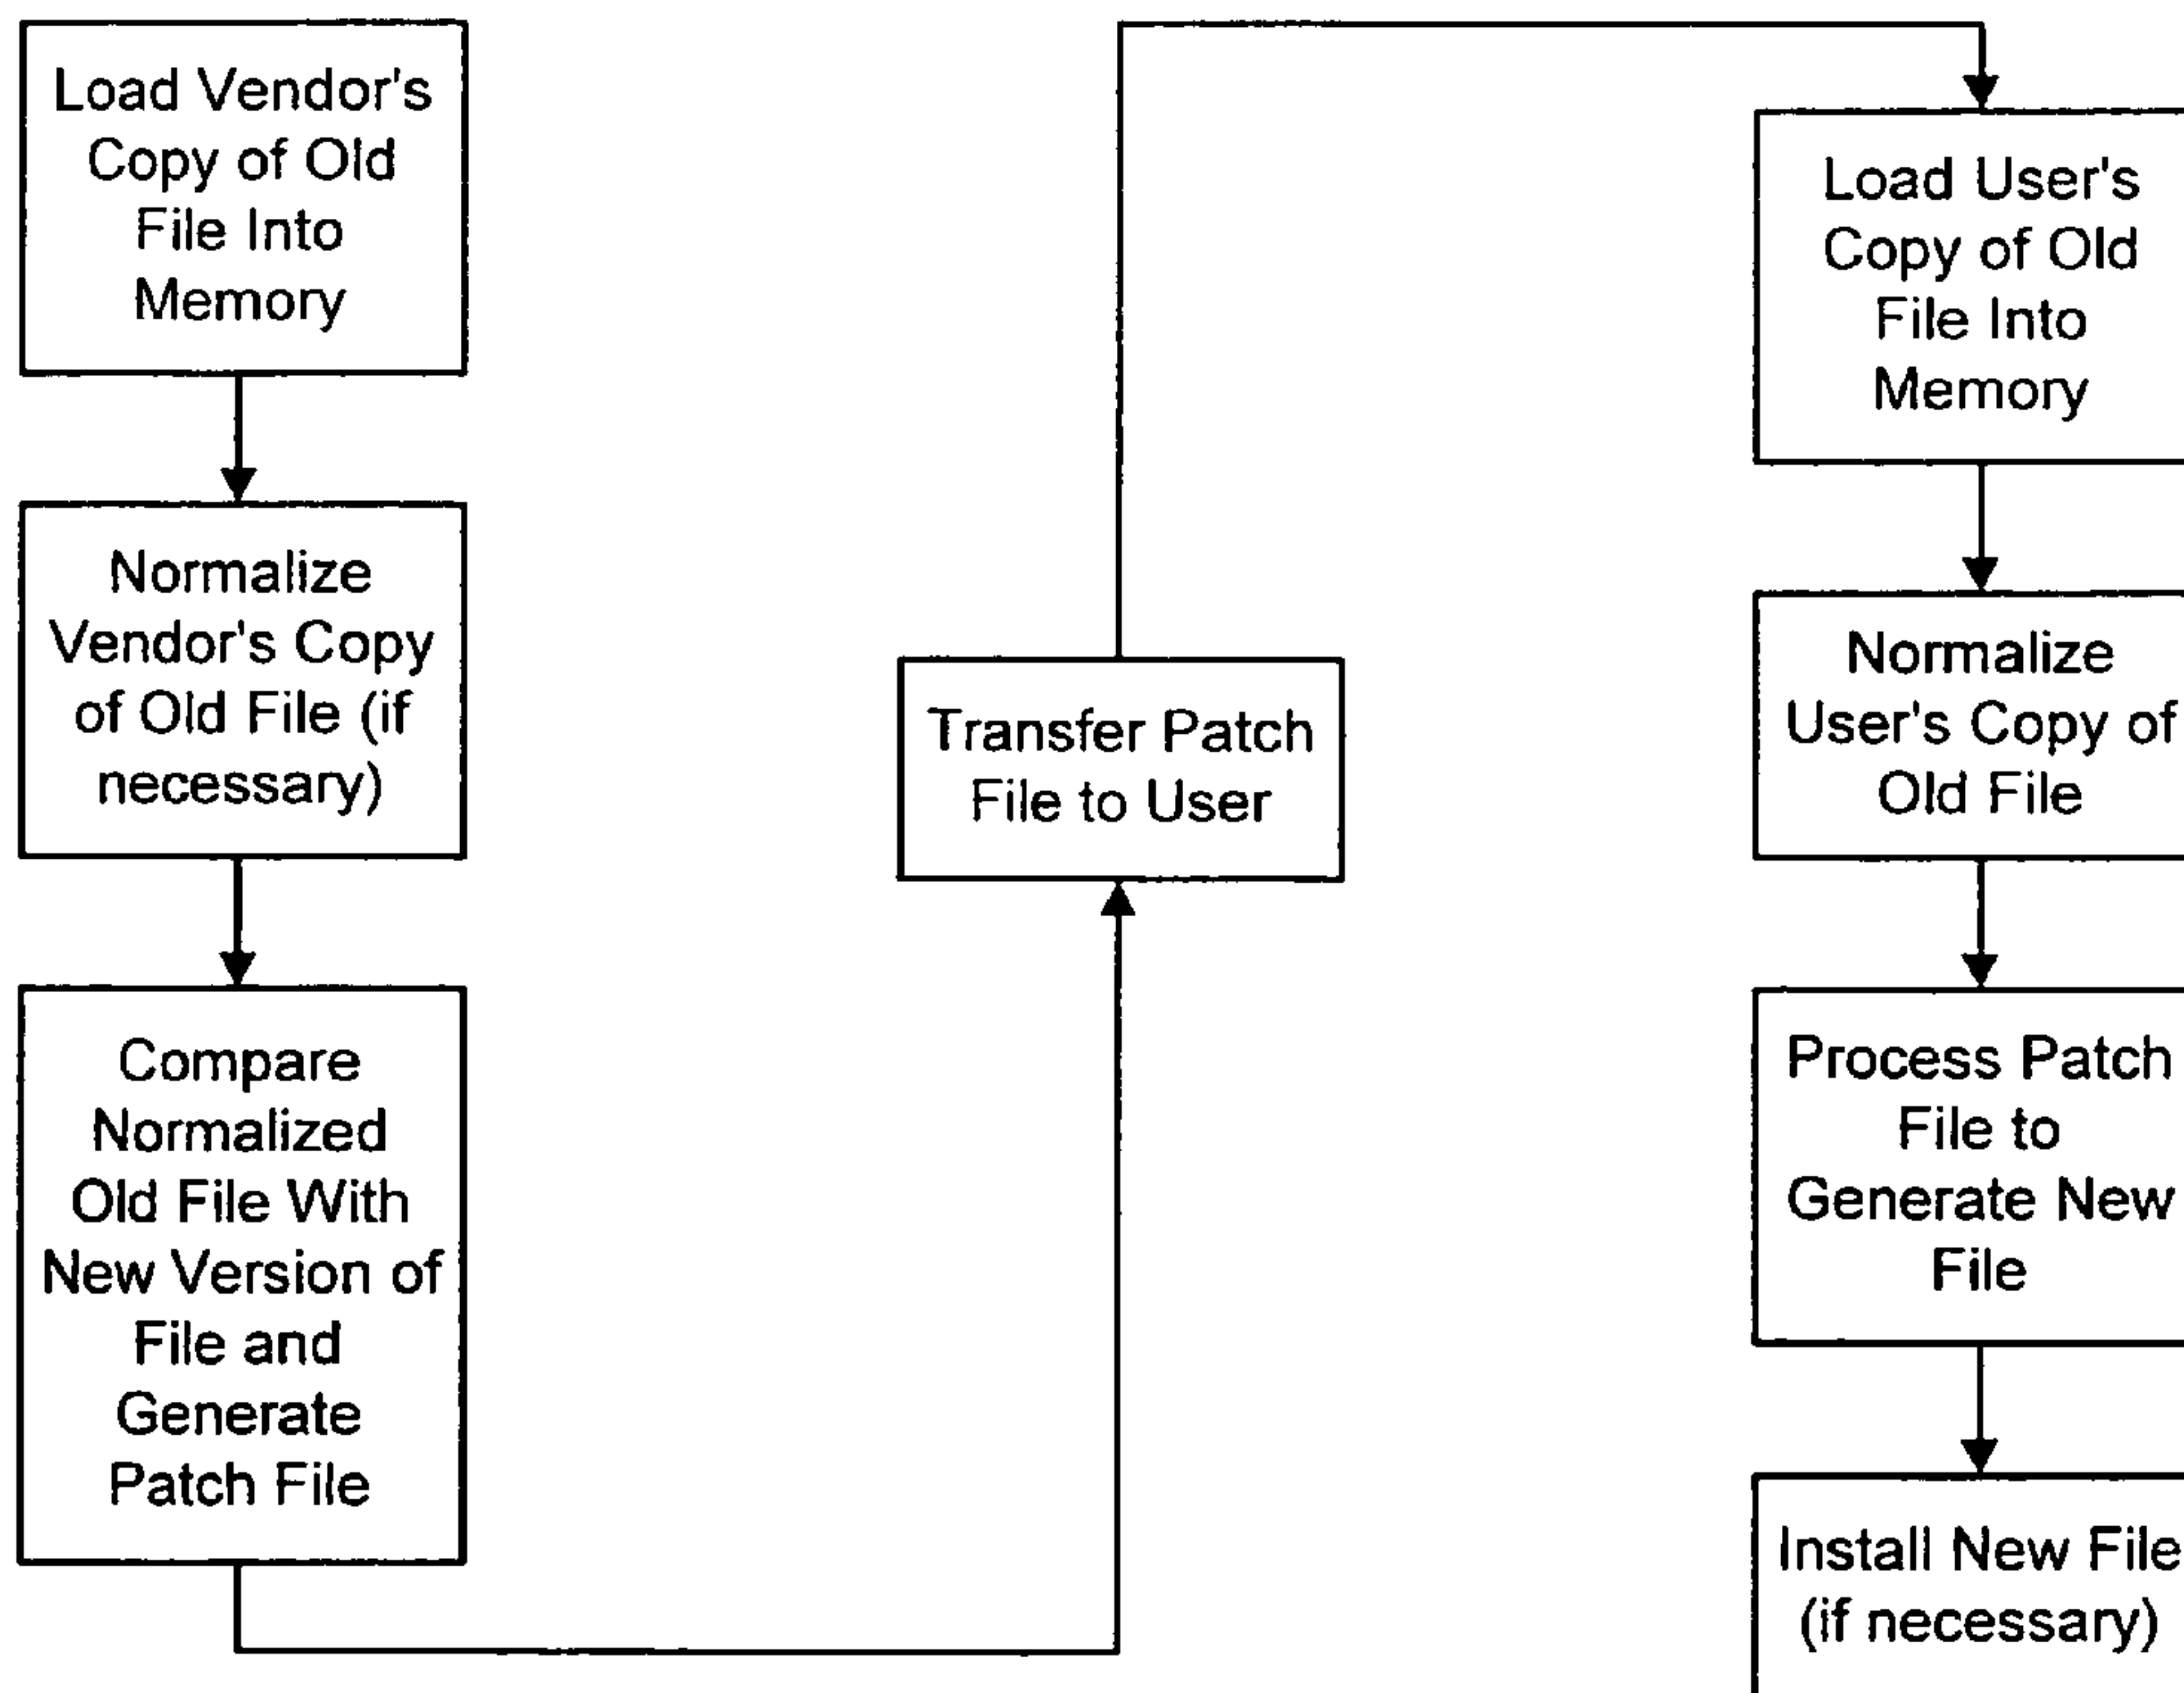 Load Vendor's
Copy of Old
File Into
Memory
Normalize
Vendor's Copy
of Old File (if
necessary)
Compare
Normalized
Old File With
New Version of
File and
Generate
Patch File
Transfer Patch
File to User
Load User's
Copy of Old
File Into
Memory
Normalize
User's Copy of
Old File
Process Patch
File to
Generate New
File
Install New File
(if necessary)